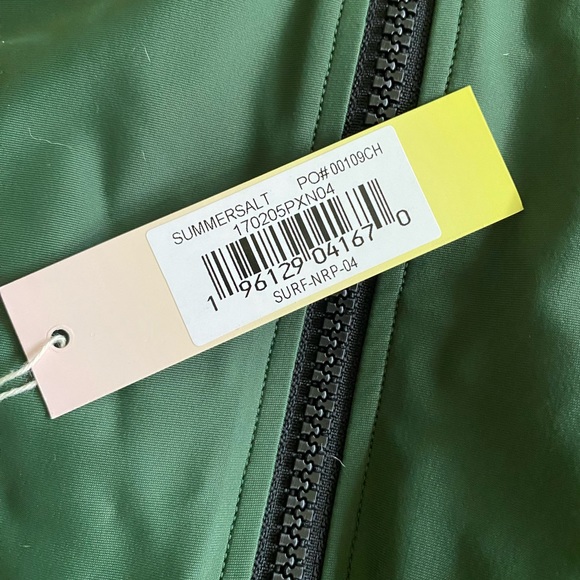 SUMMERSALT PO# 00109CH
170205PXN04
1 96129 04167 0
SURF-NRP-04